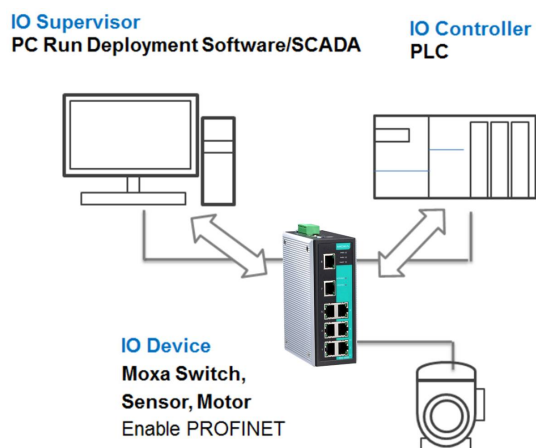 IO Supervisor
PC Run Deployment Software/SCADA
IO Controller
PLC
IO Device
Moxa Switch,
Sensor, Motor
Enable PROFINET